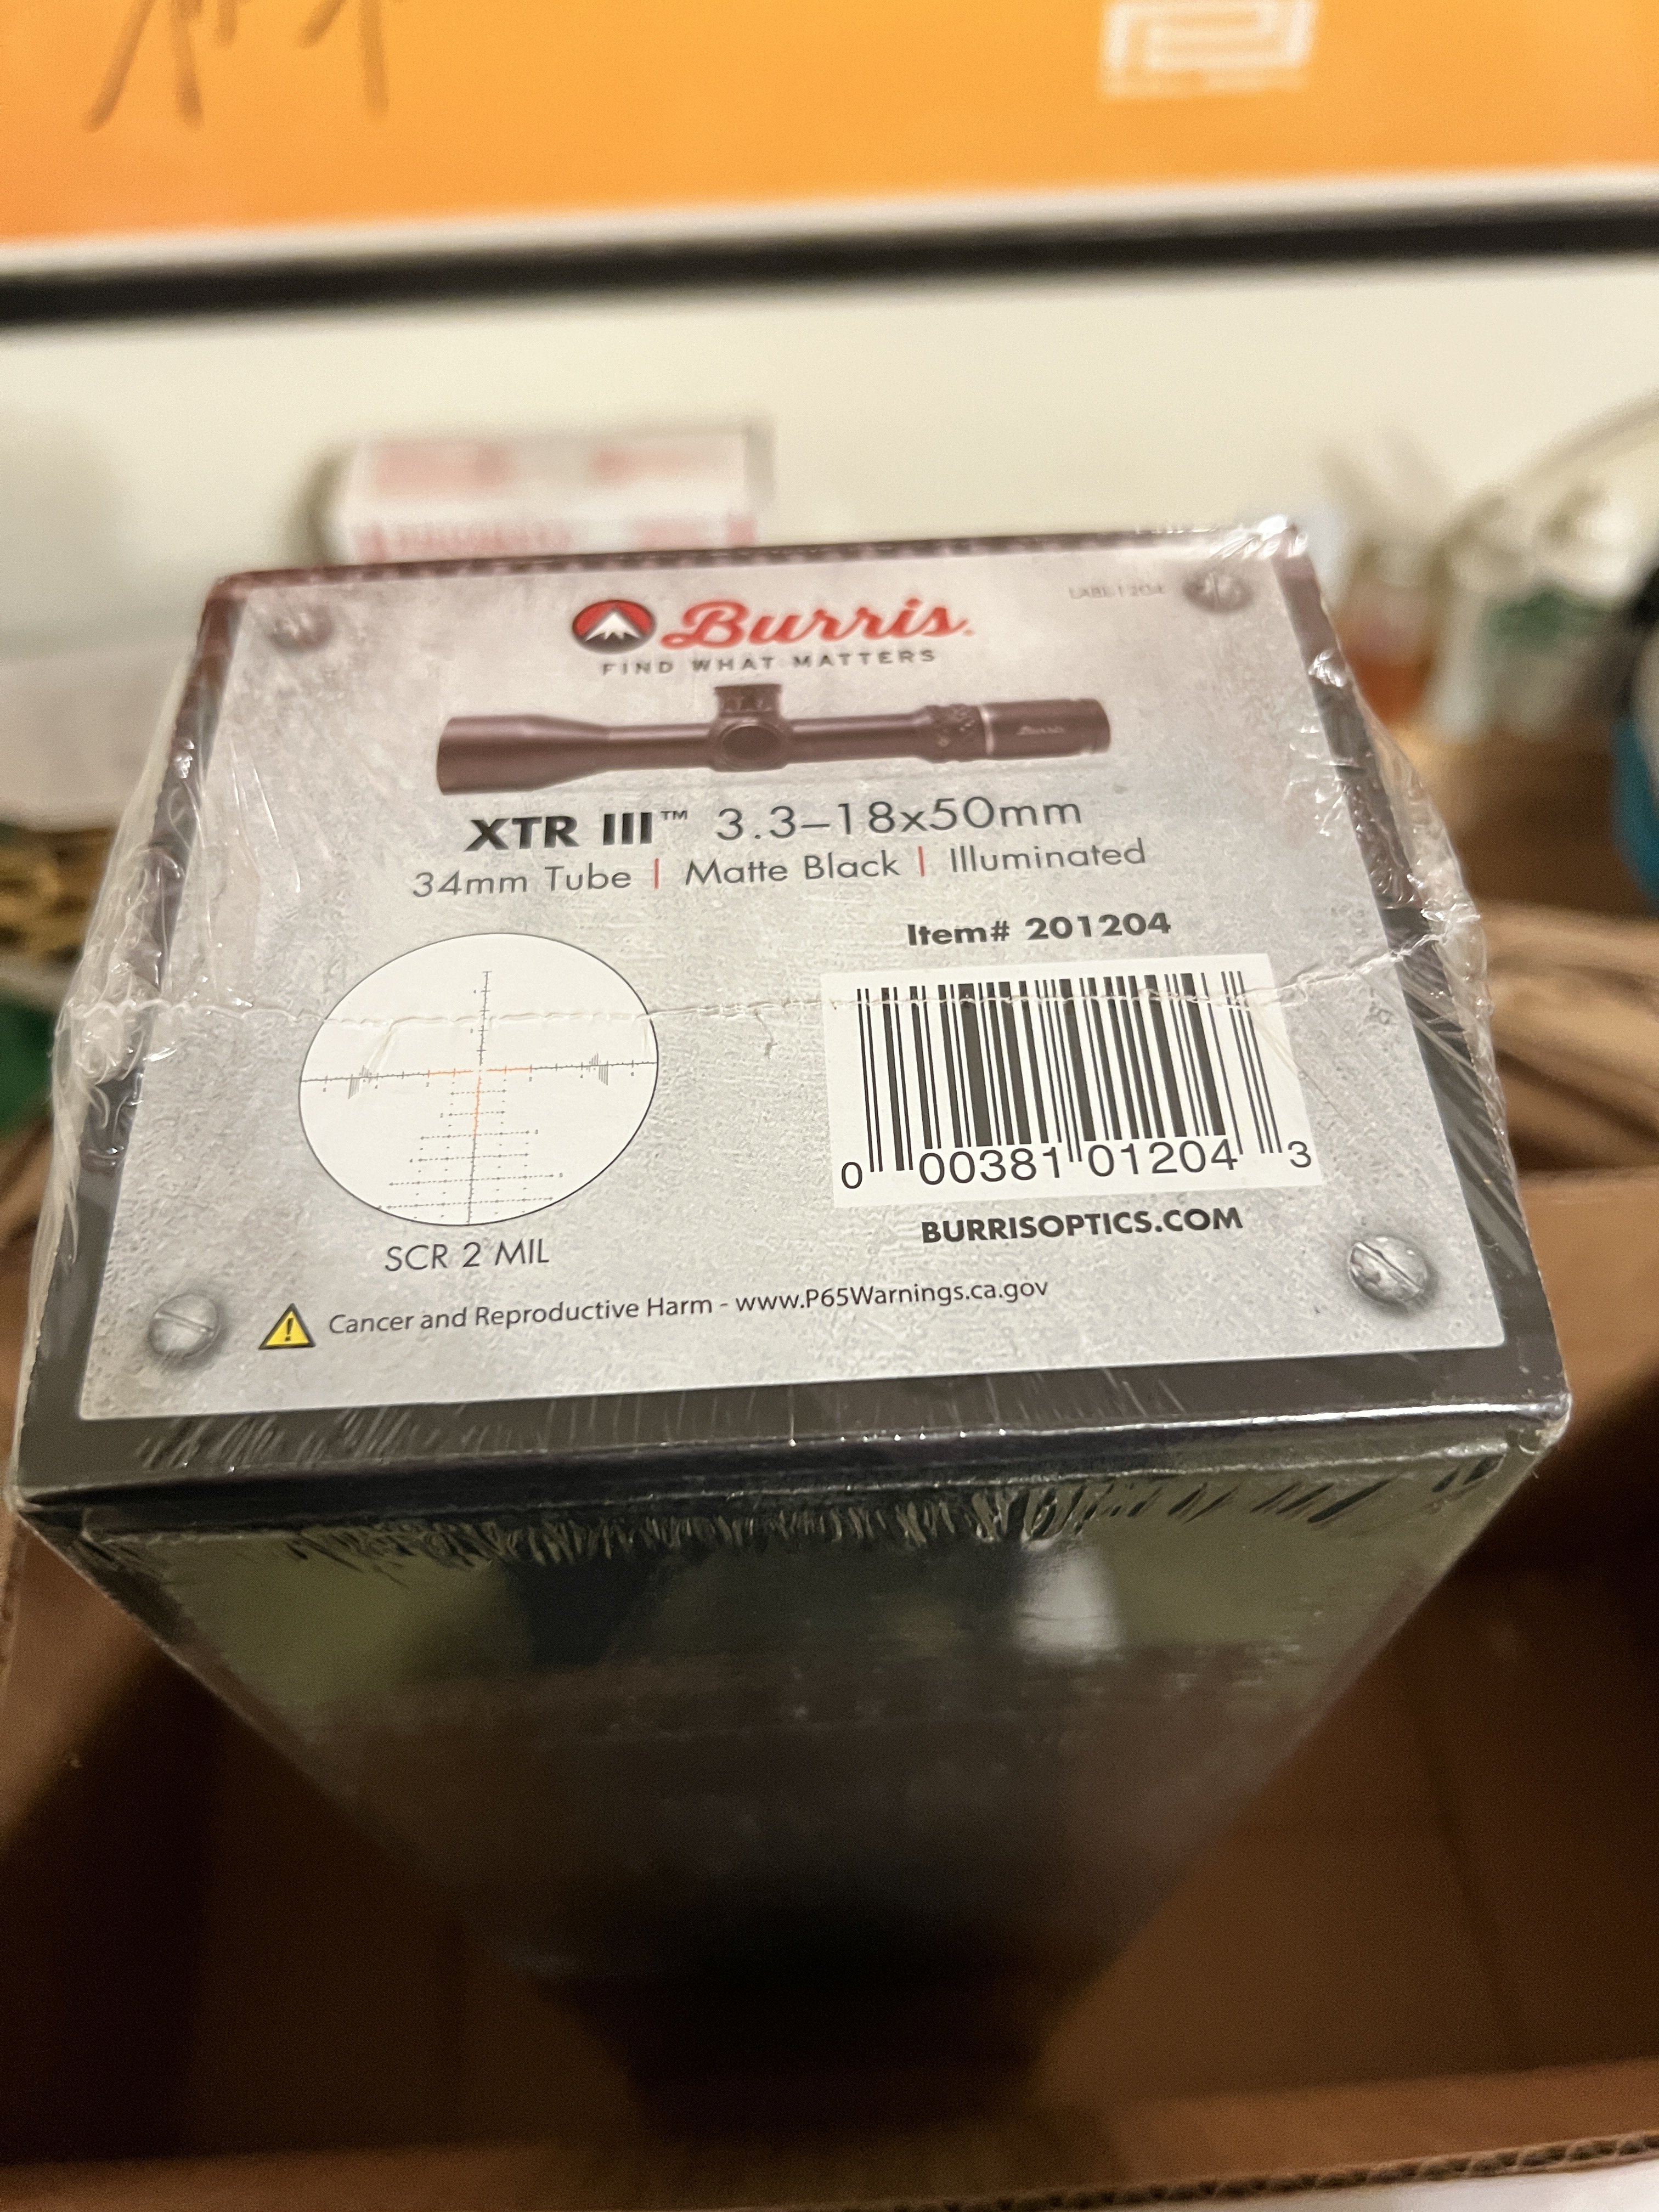 Burris.
FIND WHAT MATTERS
LABEL1204
XTR III™ 3.3–18x50mm
34mm Tube | Matte Black | Illuminated
Item# 201204
0 00381 01204 3
SCR 2 MIL
BURRISOPTICS.COM
Cancer and Reproductive Harm - www.P65Warnings.ca.gov